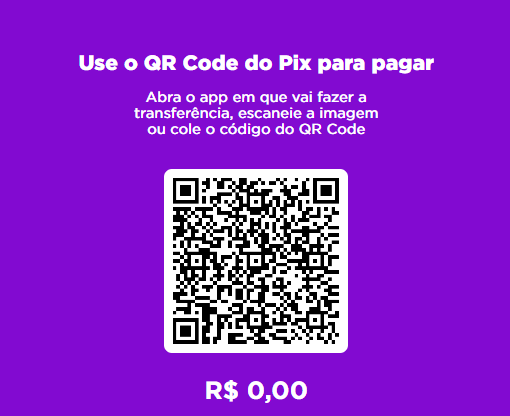 Use o QR Code do Pix para pagar
Abra o app em que vai fazer a
transferência, escaneie a imagem
ou cole o código do QR Code
R$ 0,00